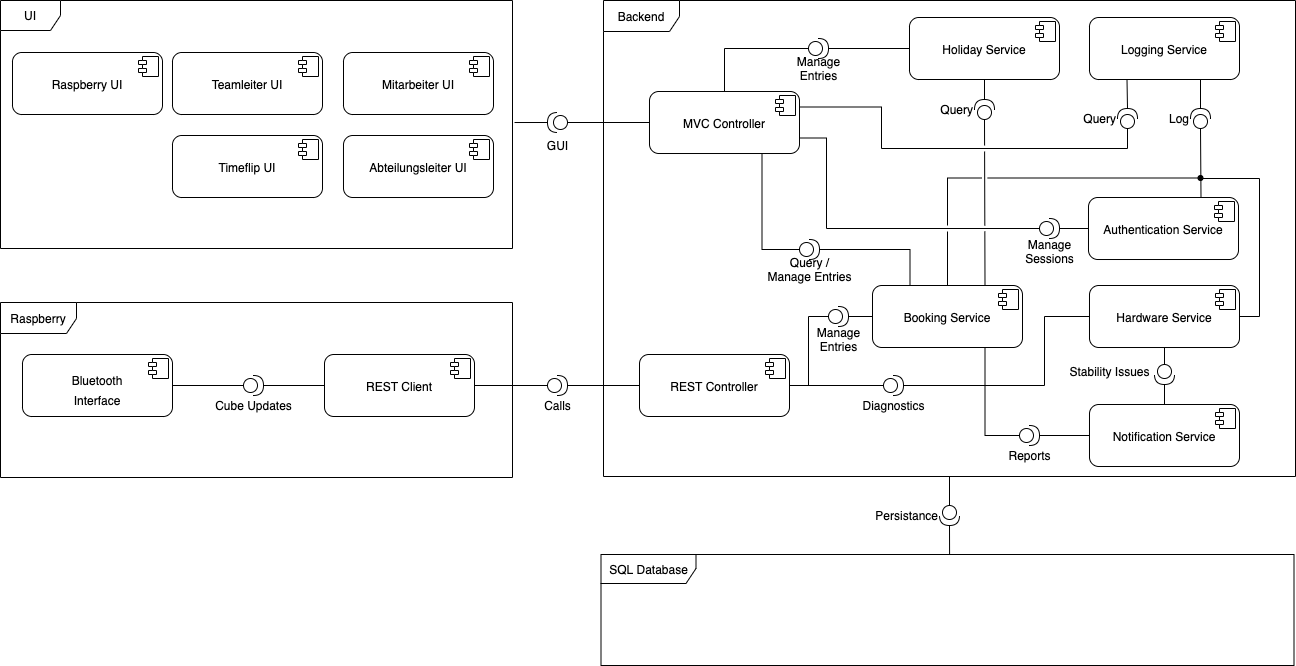 UI
Raspberry UI
Teamleiter UI
Mitarbeiter UI
Timeflip UI
Abteilungsleiter UI
GUI
Backend
Holiday Service
Logging Service
Manage
Entries
MVC Controller
Query
Query
Log
Authentication Service
Manage
Sessions
Query /
Manage Entries
Booking Service
Hardware Service
Manage
Entries
Stability Issues
REST Controller
Diagnostics
Notification Service
Reports
Raspberry
Bluetooth
Interface
Cube Updates
REST Client
Calls
Persistance
SQL Database